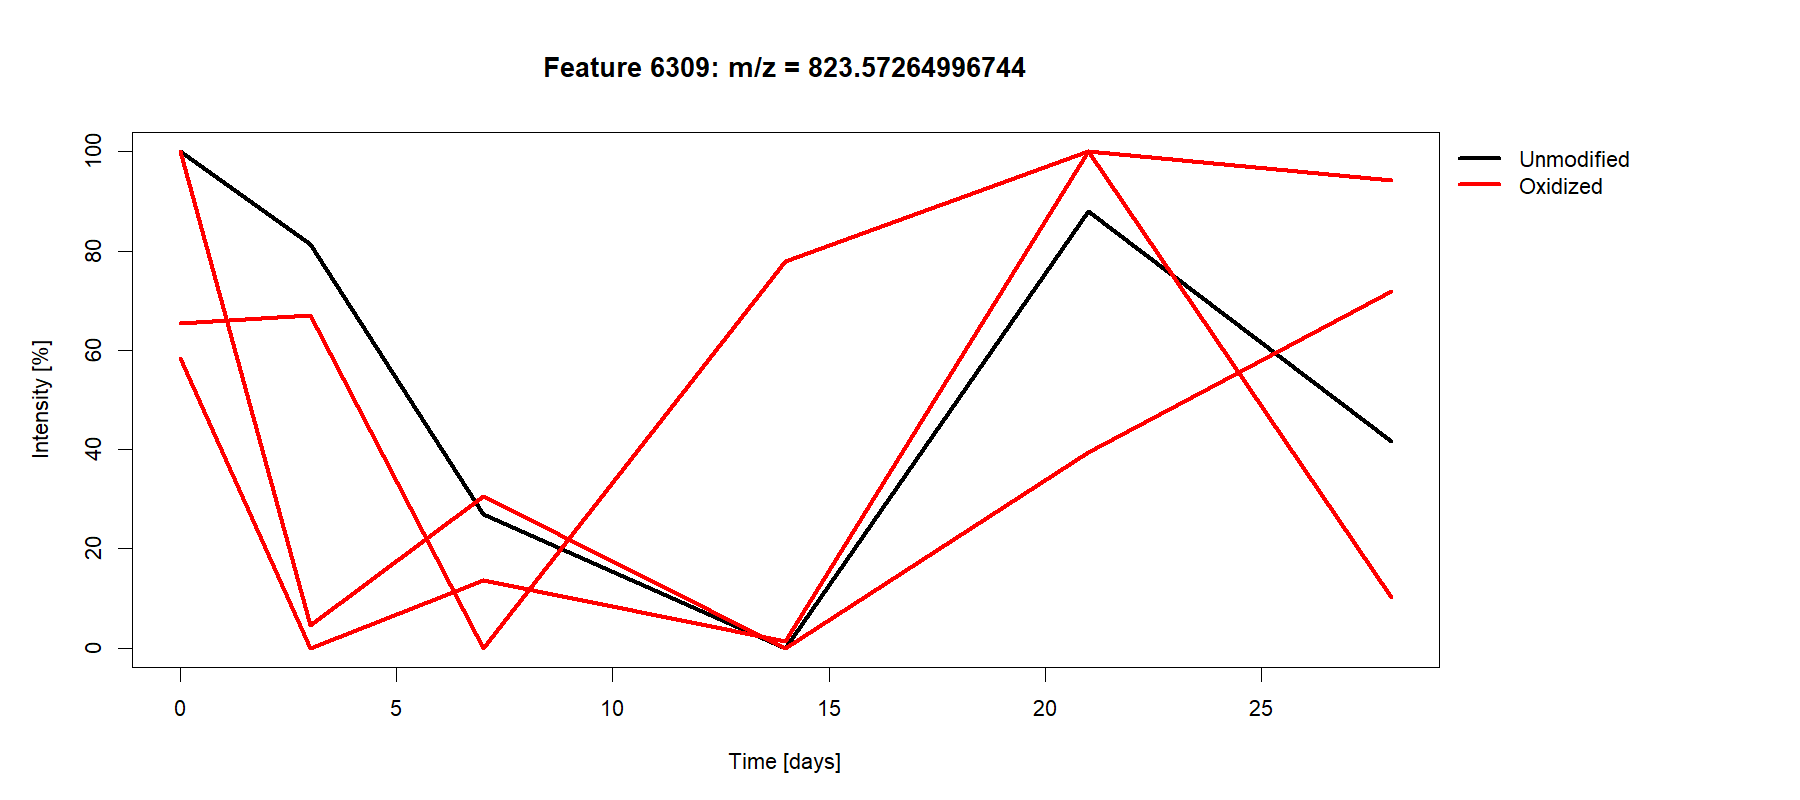 Feature 6309: m/z = 823.57264996744
Unmodified
Oxidized
Intensity [%]
100
80
60
40
20
0
0 5 10 15 20 25
Time [days]